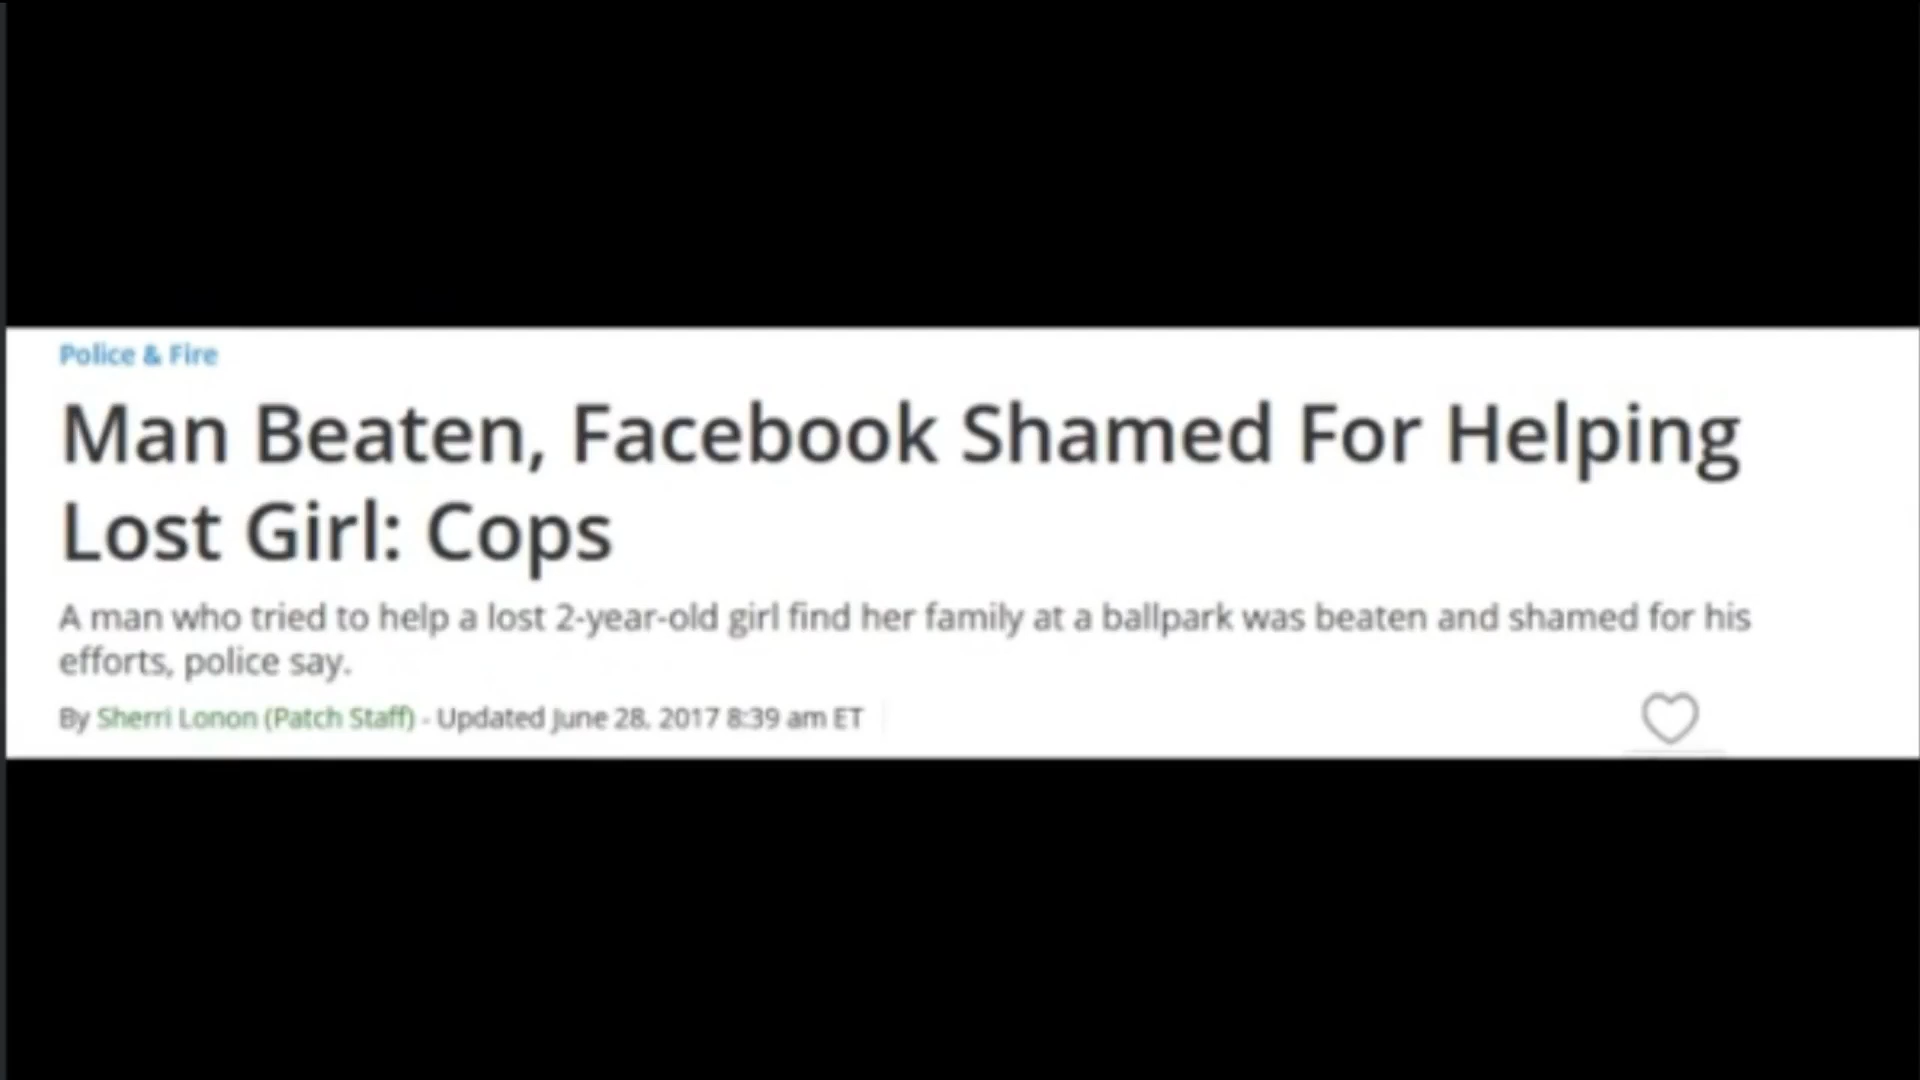 Police & Fire
Man Beaten, Facebook Shamed For Helping
Lost Girl: Cops
A man who tried to help a lost 2-year-old girl find her family at a ballpark was beaten and shamed for his
efforts, police say.
By Sherri Lonon (Patch Staff) - Updated June 28, 2017 8:39 am ET